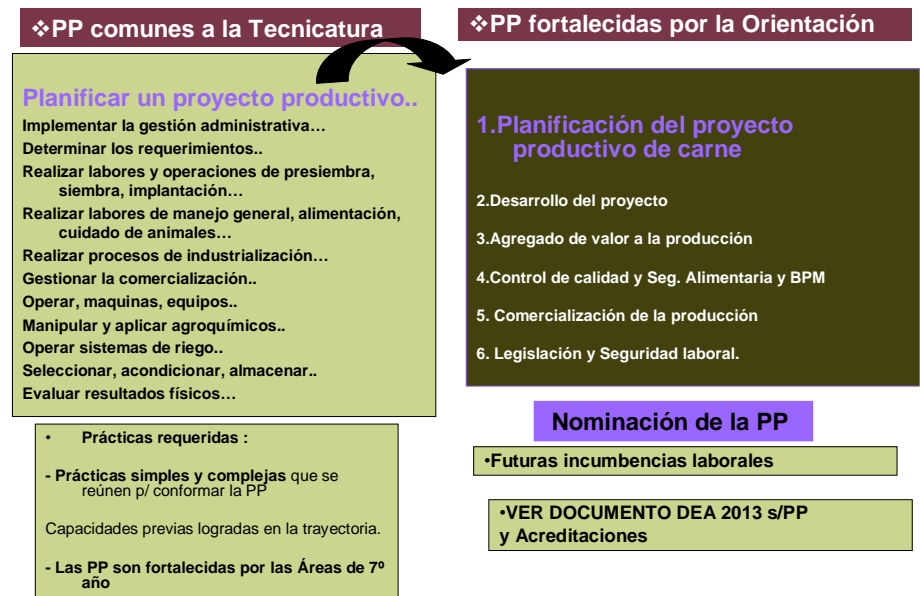 ❖PP comunes a la Tecnicatura
Planificar un proyecto productivo..
Implementar la gestión administrativa…
Determinar los requerimientos..
Realizar labores y operaciones de presiembra,
siembra, implantación…
Realizar labores de manejo general, alimentación,
cuidado de animales…
Realizar procesos de industrialización…
Gestionar la comercialización..
Operar, maquinas, equipos..
Manipular y aplicar agroquímicos..
Operar sistemas de riego..
Seleccionar, acondicionar, almacenar..
Evaluar resultados físicos…
• Prácticas requeridas :
- Prácticas simples y complejas que se
reúnen p/ conformar la PP
Capacidades previas logradas en la trayectoria.
- Las PP son fortalecidas por las Áreas de 7º
año
❖PP fortalecidas por la Orientación
1.Planificación del proyecto
productivo de carne
2.Desarrollo del proyecto
3.Agregado de valor a la producción
4.Control de calidad y Seg. Alimentaria y BPM
5. Comercialización de la producción
6. Legislación y Seguridad laboral.
Nominación de la PP
•Futuras incumbencias laborales
•VER DOCUMENTO DEA 2013 s/PP
y Acreditaciones